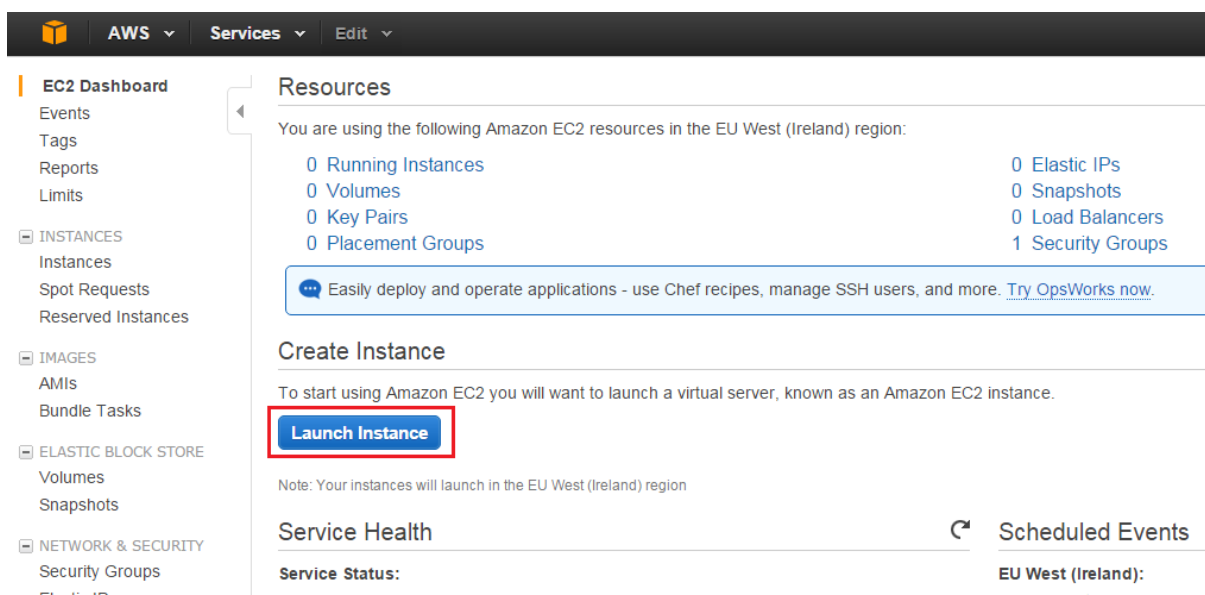 AWS Services Edit
EC2 Dashboard
Events
Tags
Reports
Limits
INSTANCES
Instances
Spot Requests
Reserved Instances
IMAGES
AMIs
Bundle Tasks
ELASTIC BLOCK STORE
Volumes
Snapshots
NETWORK & SECURITY
Security Groups
Resources
You are using the following Amazon EC2 resources in the EU West (Ireland) region:
0 Running Instances
0 Volumes
0 Key Pairs
0 Placement Groups
0 Elastic IPs
0 Snapshots
0 Load Balancers
1 Security Groups
Easily deploy and operate applications - use Chef recipes, manage SSH users, and more. Try OpsWorks now.
Create Instance
To start using Amazon EC2 you will want to launch a virtual server, known as an Amazon EC2 instance.
Launch Instance
Note: Your instances will launch in the EU West (Ireland) region
Service Health
Service Status:
Scheduled Events
EU West (Ireland):